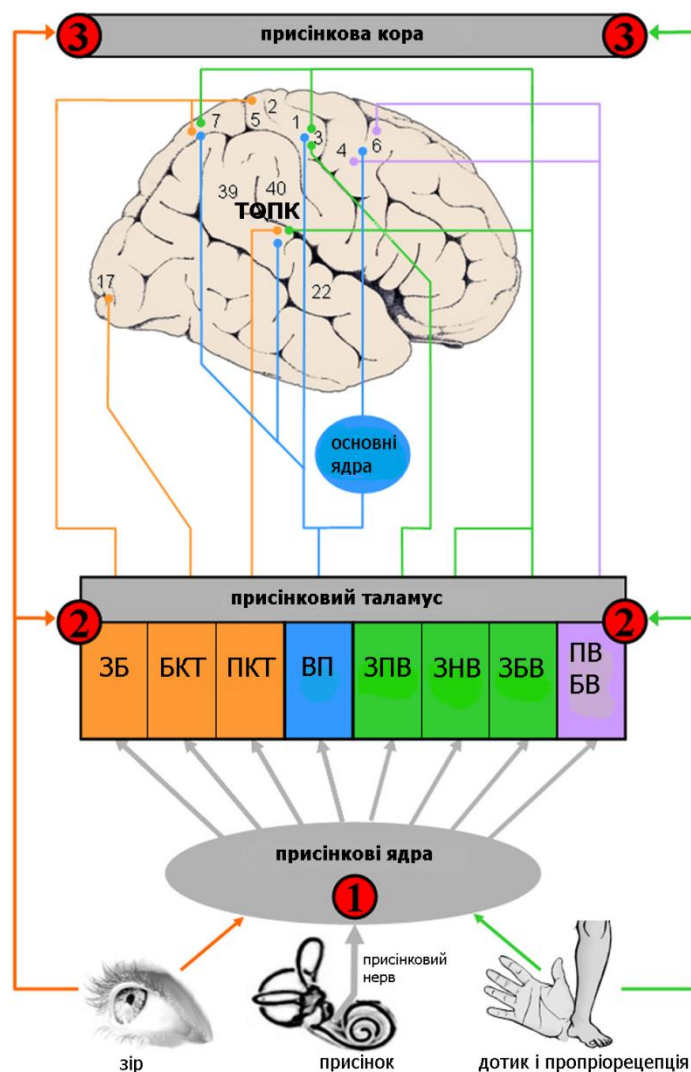 3 присінкова кора 3
2
7 5 1 3
4 6
39 40
ТОПК
17
22
основні
ядра
присінковий таламус
2 2
ЗБ БКТ ПКТ ВП ЗПВ ЗНВ ЗБВ ПВ
БВ
присінкові ядра
1
присінковий
нерв
зір присінок дотик і пропріорецепція